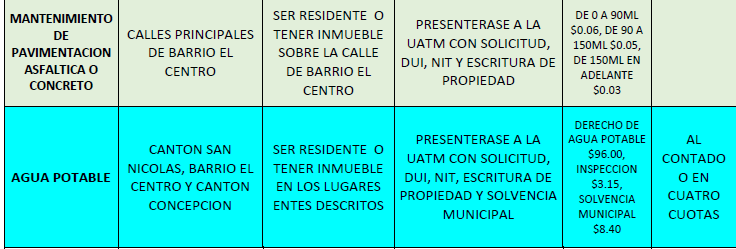 MANTENIMIENTO
DE
PAVIMENTACION
ASFALTICA O
CONCRETO
CALLES PRINCIPALES
DE BARRIO EL
CENTRO
SER RESIDENTE O
TENER INMUEBLE
SOBRE LA CALLE
DE BARRIO EL
CENTRO
PRESENTERASE A LA
UATM CON SOLICITUD,
DUI, NIT Y ESCRITURA DE
PROPIEDAD
DE 0 A 90ML
$0.06, DE 90 A
150ML $0.05,
DE 150ML EN
ADELANTE
$0.03
AGUA POTABLE
CANTON SAN
NICOLAS, BARRIO EL
CENTRO Y CANTON
CONCEPCION
SER RESIDENTE O
TENER INMUEBLE
EN LOS LUGARES
ENTES DESCRITOS
PRESENTERASE A LA
UATM CON SOLICITUD,
DUI, NIT, ESCRITURA DE
PROPIEDAD Y SOLVENCIA
MUNICIPAL
DERECHO DE
AGUA POTABLE
$96.00,
INSPECCION
$3.15,
SOLVENCIA
MUNICIPAL
$8.40
AL
CONTADO
O EN
CUATRO
CUOTAS